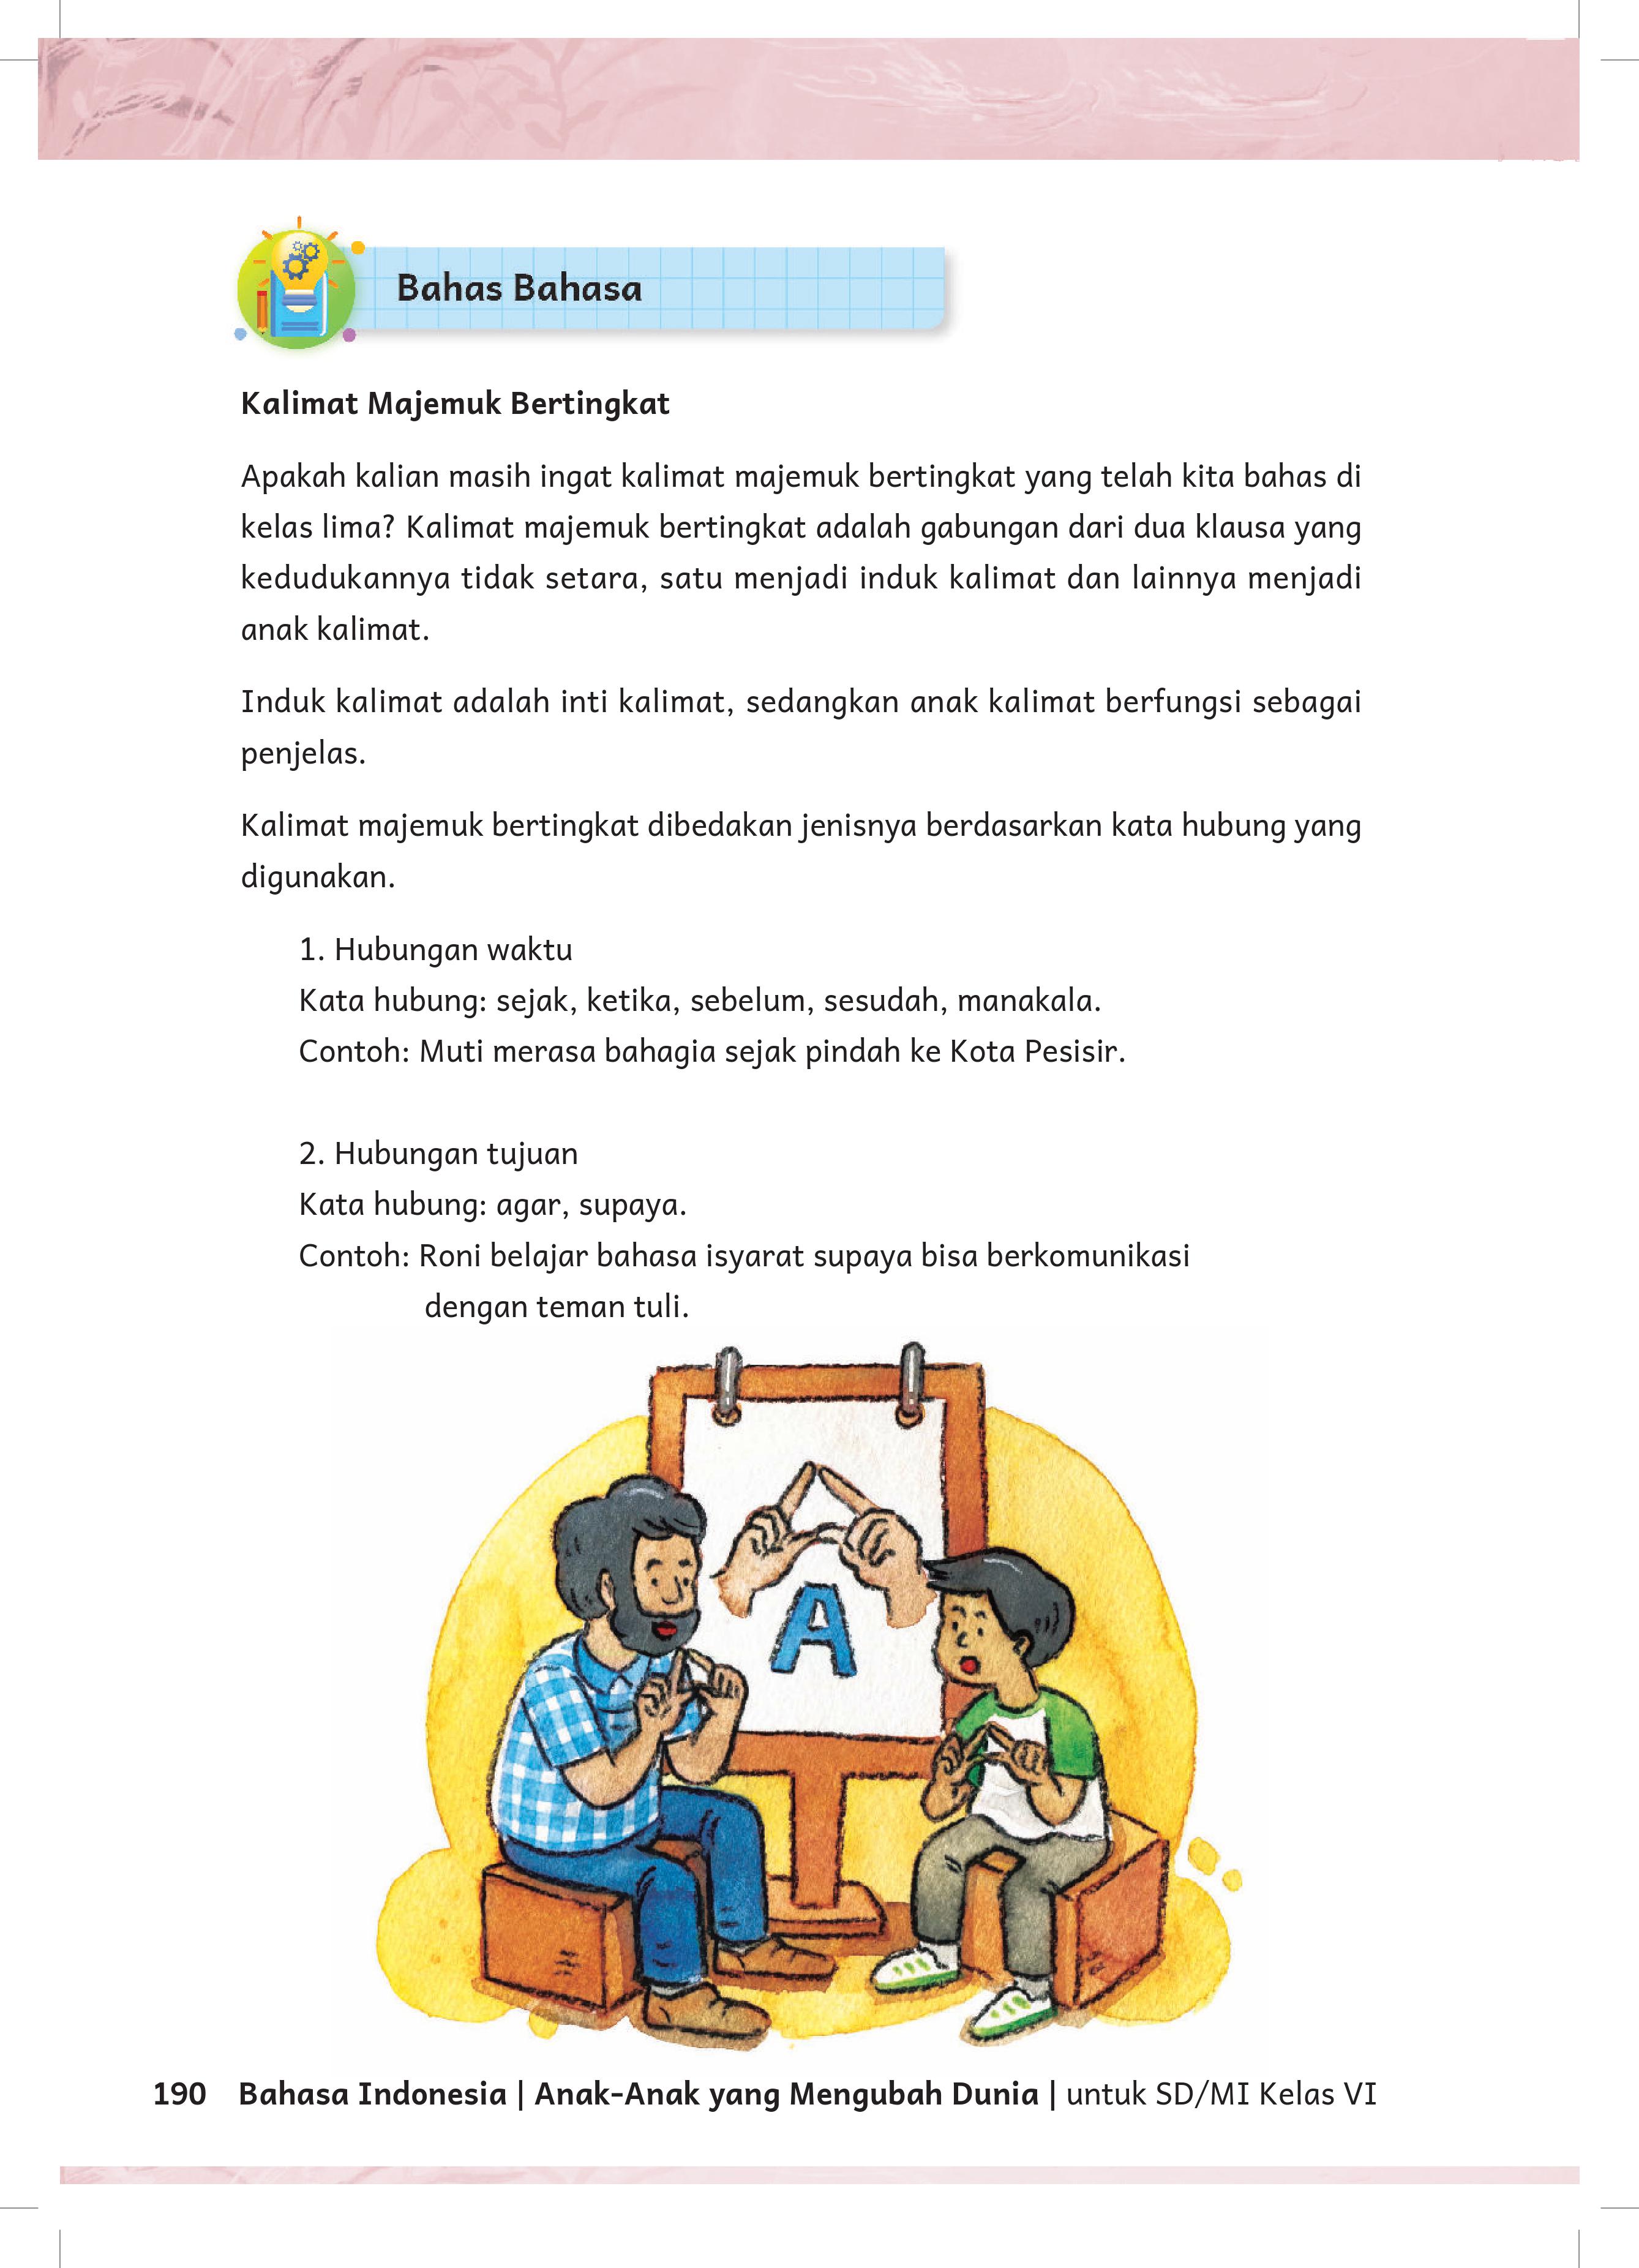 Bahas Bahasa
Kalimat Majemuk Bertingkat
Apakah kalian masih ingat kalimat majemuk bertingkat yang telah kita bahas di
kelas lima? Kalimat majemuk bertingkat adalah gabungan dari dua klausa yang
kedudukannya tidak setara, satu menjadi induk kalimat dan lainnya menjadi
anak kalimat.
Induk kalimat adalah inti kalimat, sedangkan anak kalimat berfungsi sebagai
penjelas.
Kalimat majemuk bertingkat dibedakan jenisnya berdasarkan kata hubung yang
digunakan.
1. Hubungan waktu
Kata hubung: sejak, ketika, sebelum, sesudah, manakala.
Contoh: Muti merasa bahagia sejak pindah ke Kota Pesisir.
2. Hubungan tujuan
Kata hubung: agar, supaya.
Contoh: Roni belajar bahasa isyarat supaya bisa berkomunikasi
dengan teman tuli.
A
190 Bahasa Indonesia | Anak-Anak yang Mengubah Dunia | untuk SD/MI Kelas VI